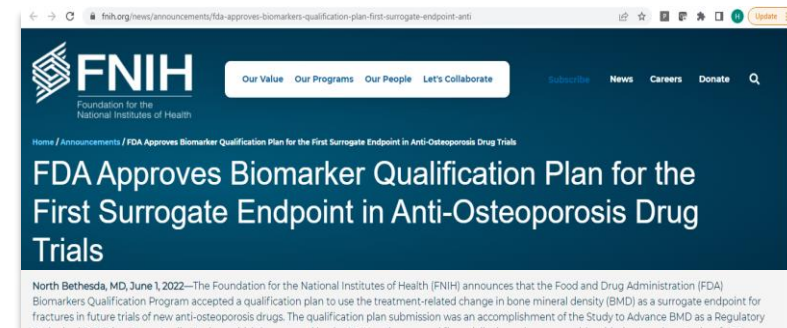 fnih.org/news/announcements/fda-approves-biomarkers-qualification-plan-first-surrogate-endpoint-anti
H Update
FNIH
Foundation for the
National Institutes of Health
Our Value Our Programs Our People Let's Collaborate
Subscribe News Careers Donate
Home / Announcements / FDA Approves Biomarker Qualification Plan for the First Surrogate Endpoint in Anti-Osteoporosis Drug Trials
FDA Approves Biomarker Qualification Plan for the
First Surrogate Endpoint in Anti-Osteoporosis Drug
Trials
North Bethesda, MD, June 1, 2022—The Foundation for the National Institutes of Health (FNIH) announces that the Food and Drug Administration (FDA)
Biomarkers Qualification Program accepted a qualification plan to use the treatment-related change in bone mineral density (BMD) as a surrogate endpoint for
fractures in future trials of new anti-osteoporosis drugs. The qualification plan submission was an accomplishment of the Study to Advance BMD as a Regulatory